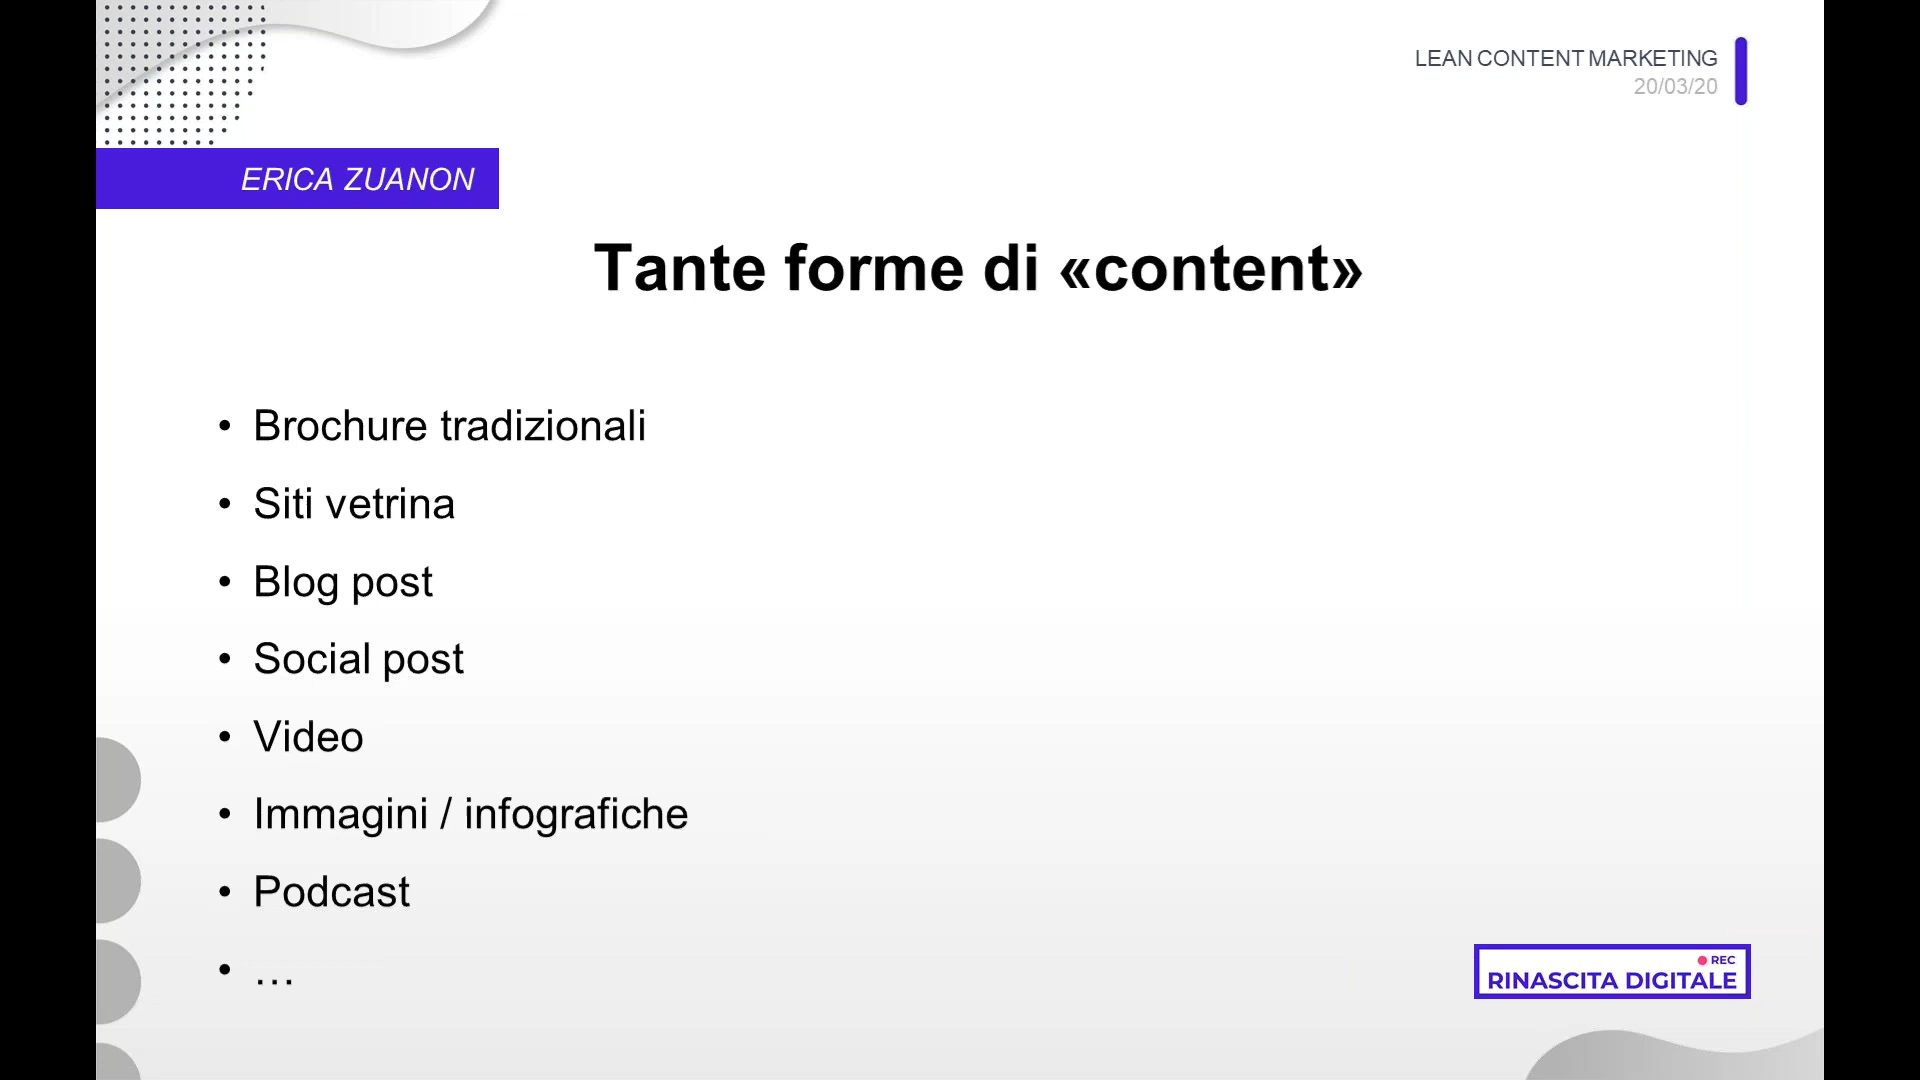 LEAN CONTENT MARKETING
20/03/20
ERICA ZUANON
Tante forme di «content»
• Brochure tradizionali
• Siti vetrina
• Blog post
• Social post
• Video
• Immagini / infografiche
• Podcast
• …
REC
RINASCITA DIGITALE